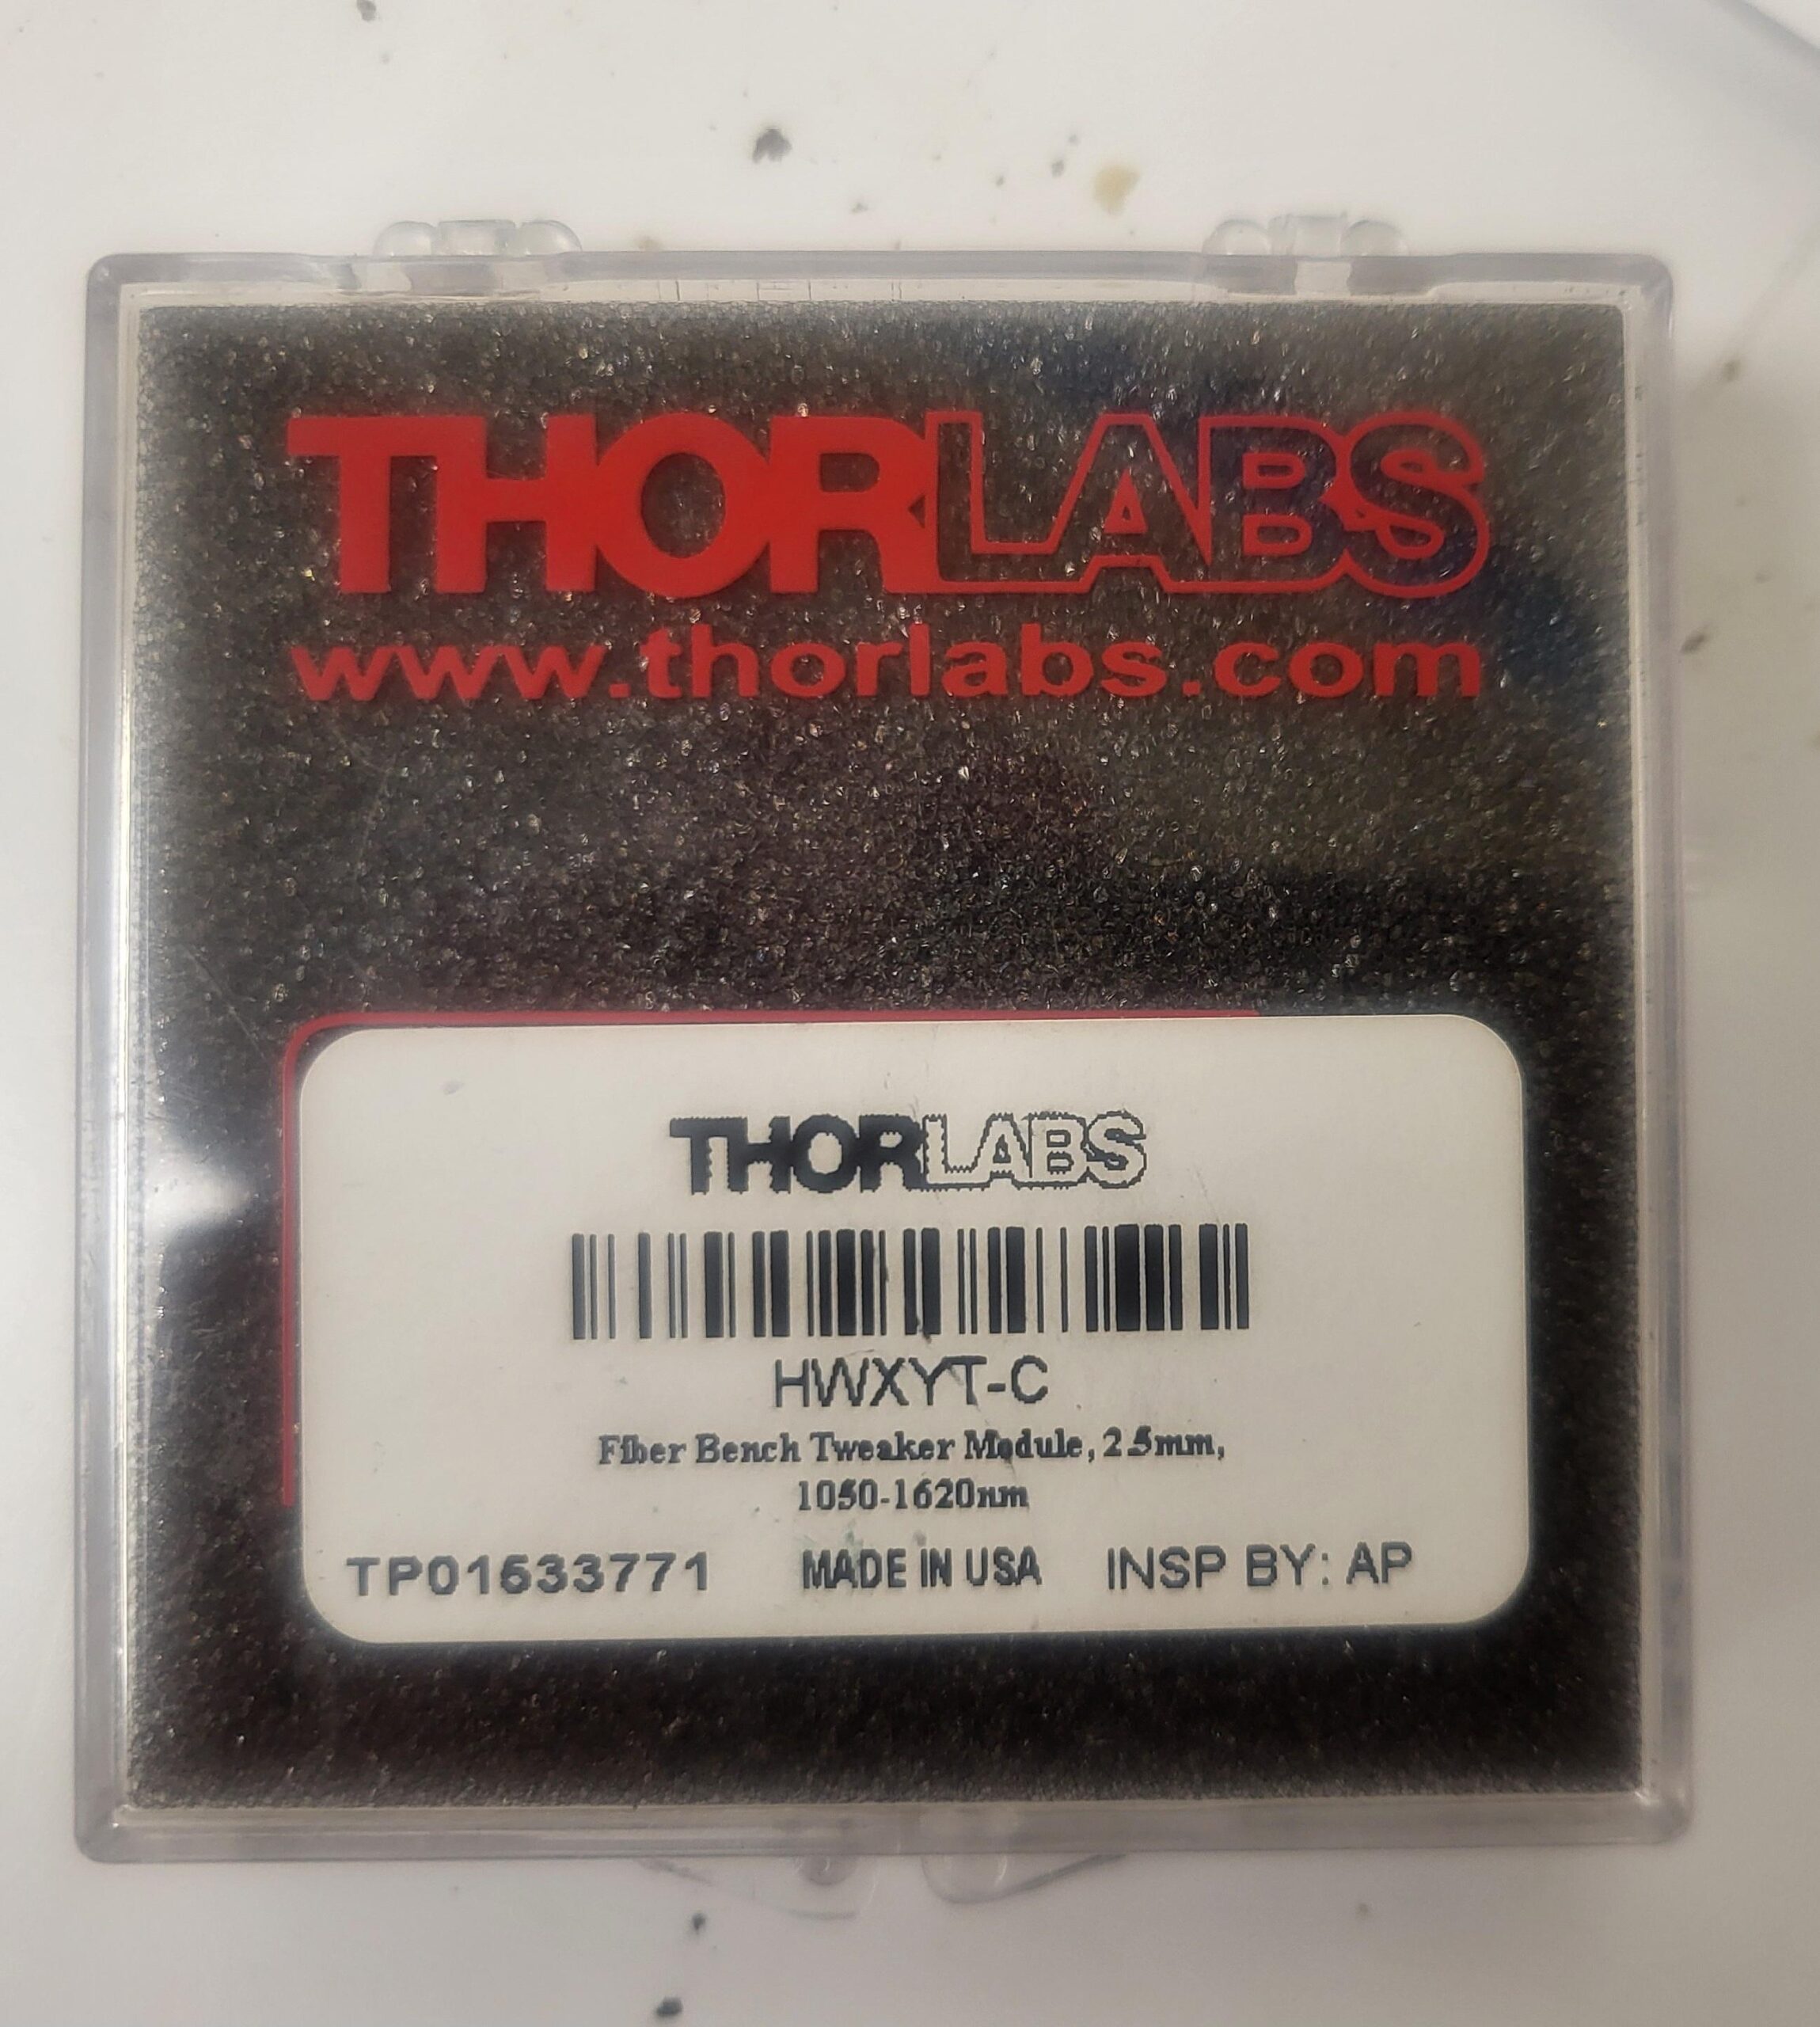 THORLABS
www.thorlabs.com
THORLABS
HWXYT-C
Fiber Bench Tweaker Module, 2.5mm,
1050-1620nm
TP01533771 MADE IN USA INSP BY: AP